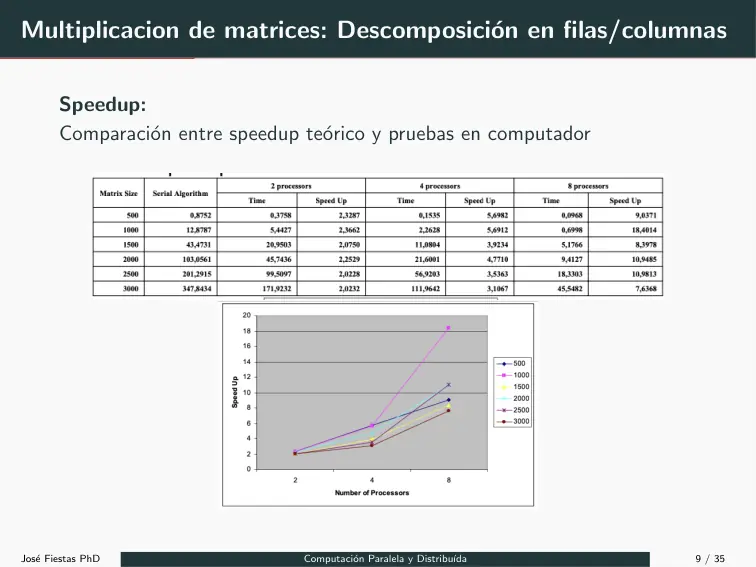 Multiplicacion de matrices: Descomposición en filas/columnas
Speedup:
Comparación entre speedup teórico y pruebas en computador
Matrix Size Serial Algorithm 2 processors 4 processors 8 processors
Time Speed Up Time Speed Up Time Speed Up
500 0,8752 0,3758 2,3287 0,1535 5,6982 0,0968 9,0371
1000 12,8787 5,4427 2,3662 2,2628 5,6912 0,6998 18,4014
1500 43,4731 20,9503 2,0750 11,0804 3,9234 5,1766 8,3978
2000 103,0561 45,7436 2,2529 21,6001 4,7710 9,4127 10,9485
2500 201,2915 99,5097 2,0228 56,9203 3,5363 18,3303 10,9813
3000 347,8434 171,9232 2,0232 111,9642 3,1067 45,5482 7,6368
20
18
16
14
12
10
8
6
4
2
0
Speed Up
2 4 8
Number of Processors
500
1000
1500
2000
2500
3000
José Fiestas PhD Computación Paralela y Distribuída 9 / 35